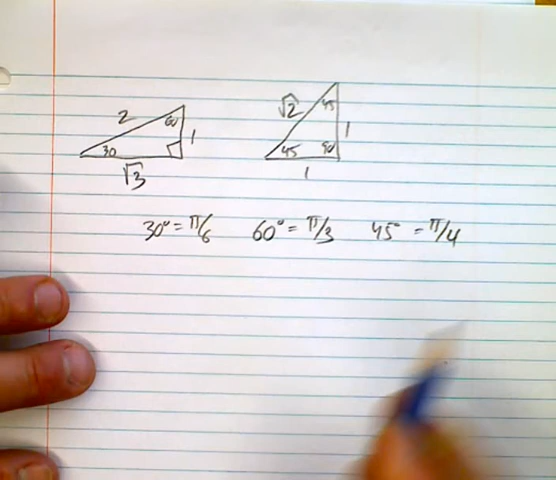 2 60 1 30 √3
√2 45 1 45 90 1
30° = π/6 60° = π/3 45° = π/4